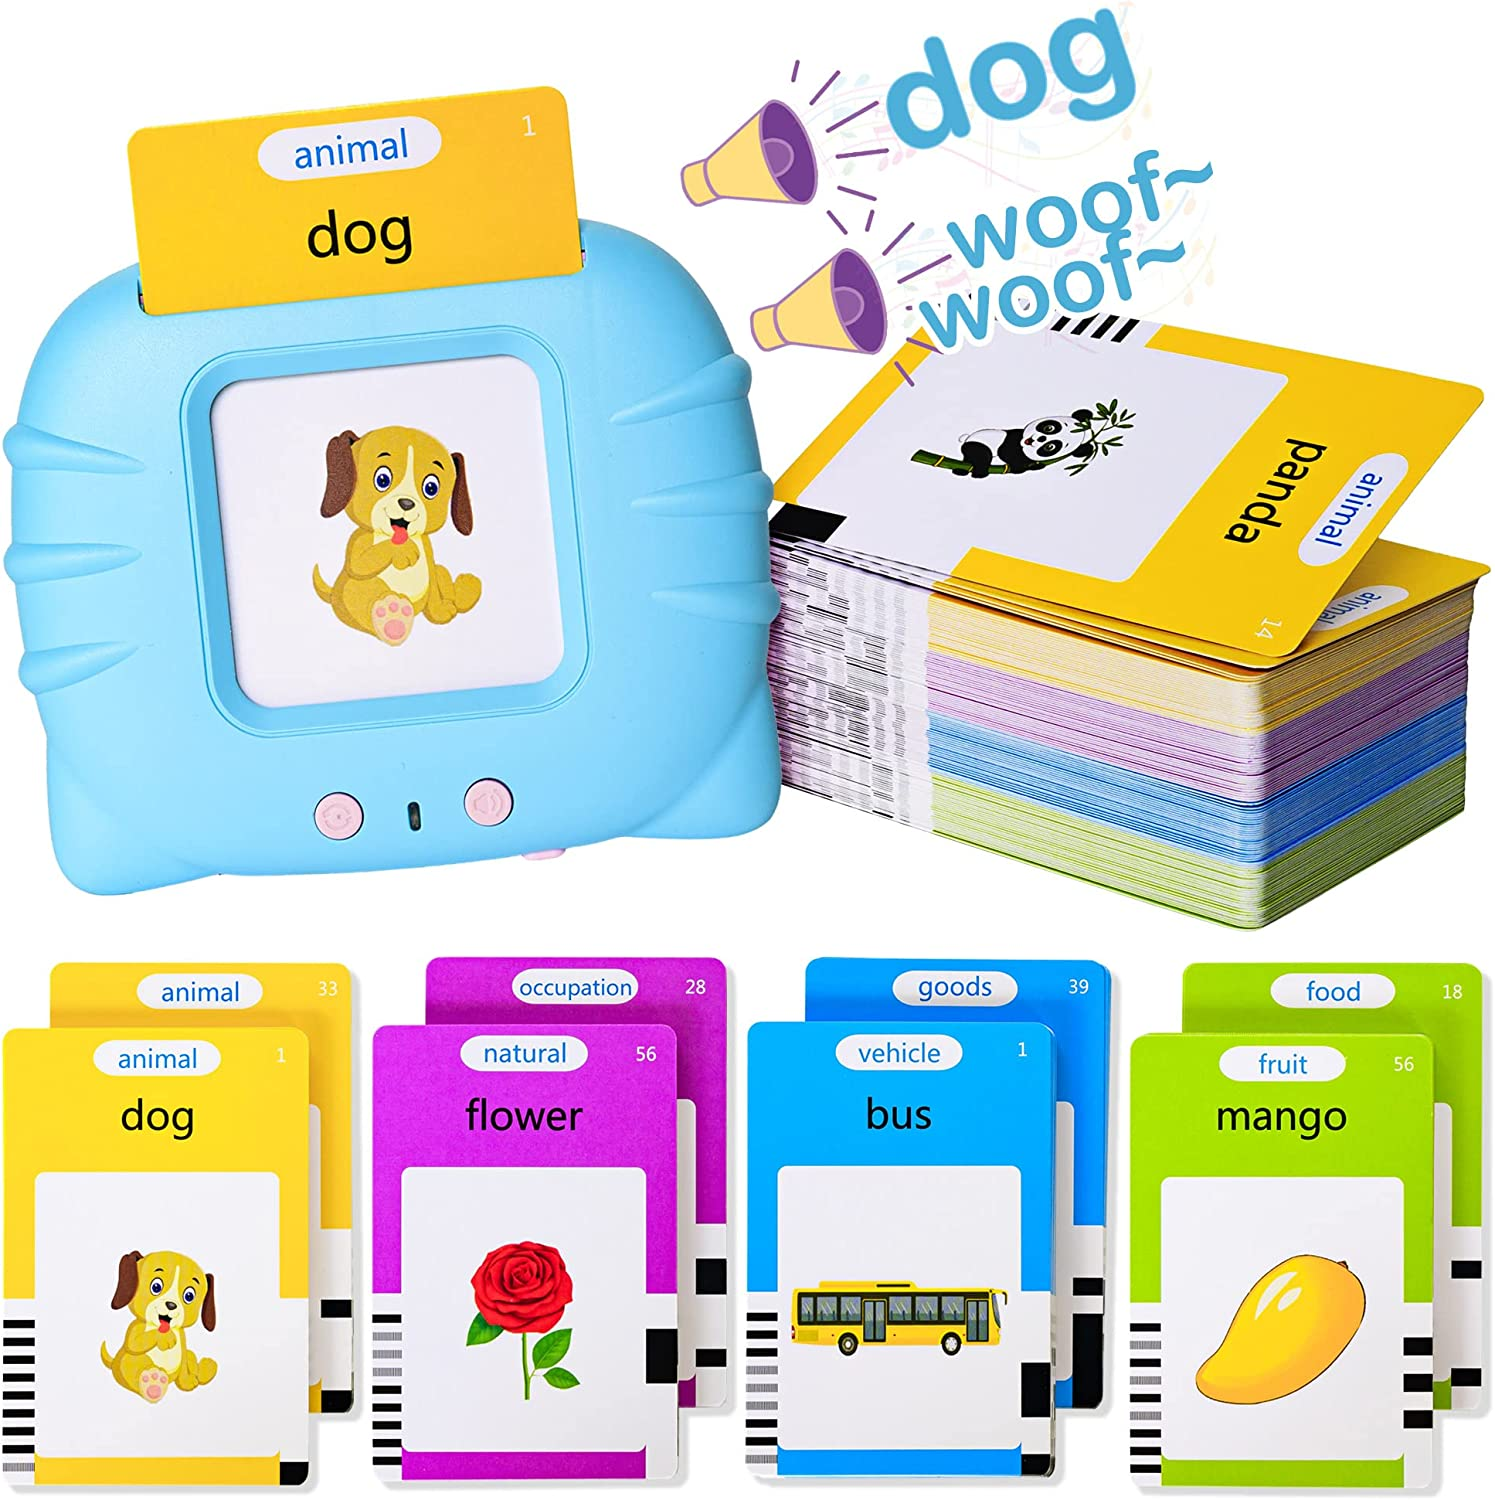 animal
1
dog
dog
woof~
woof~
panda
animal
14
animal
animal
33
animal
1
dog
occupation
28
natural
56
flower
goods
39
vehicle
1
bus
food
18
fruit
56
mango